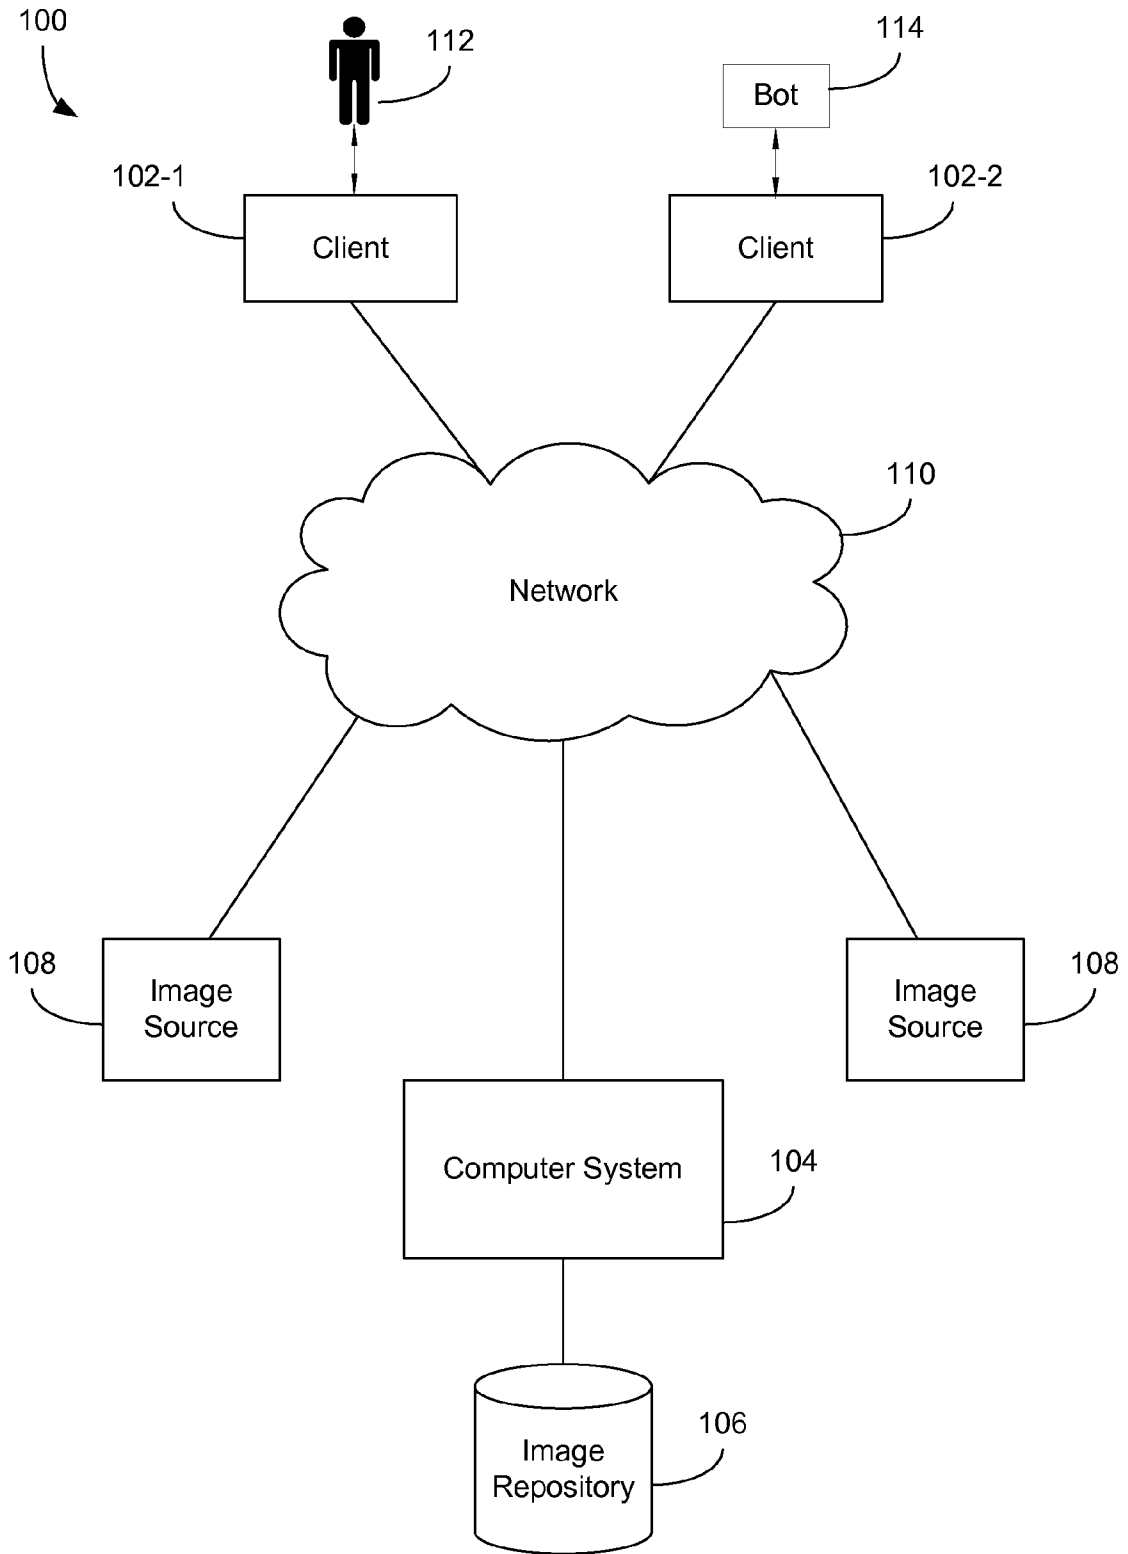 100
112
114
Bot
102-1
102-2
Client
Client
110
Network
108
Image
Source
108
Image
Source
Computer System
104
106
Image
Repository